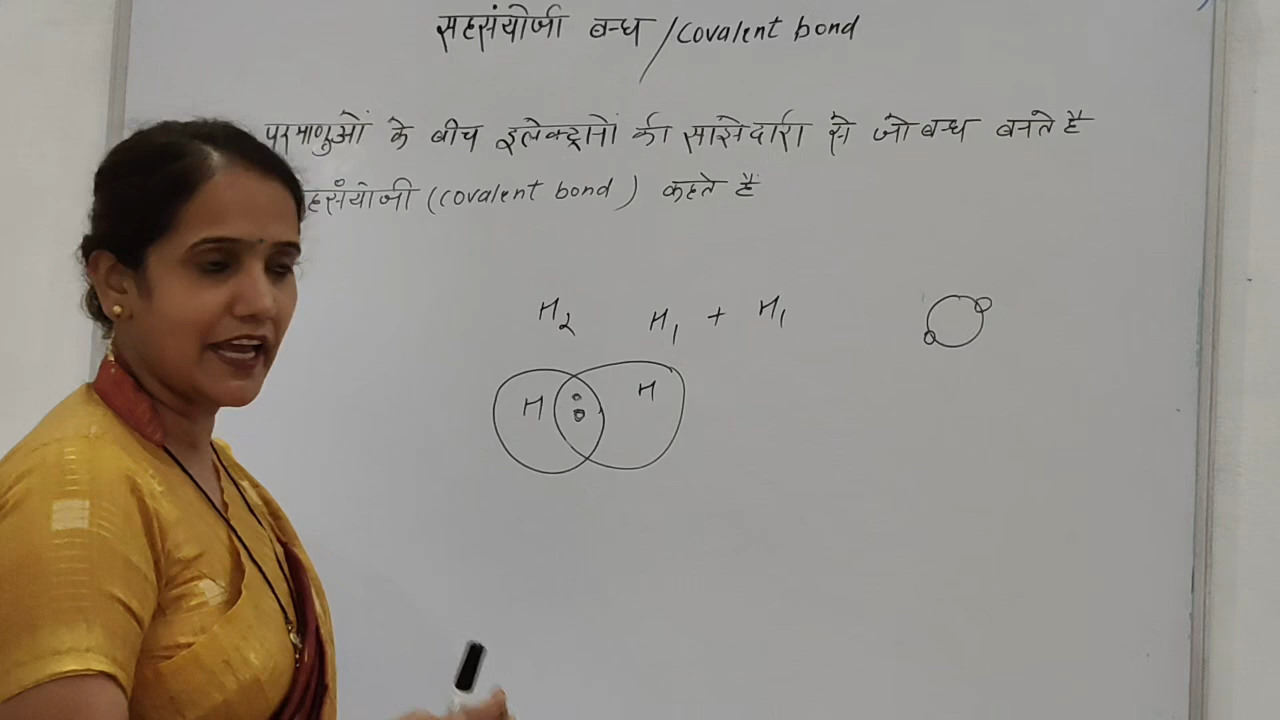 सहसंयोजी बन्ध / covalent bond
परमाणुओं के बीच इलेक्ट्रानों की साझेदारी से जो बन्ध बनते है
हसंयोजी (covalent bond) कहते है
H₂ H₁ + H₁
H H